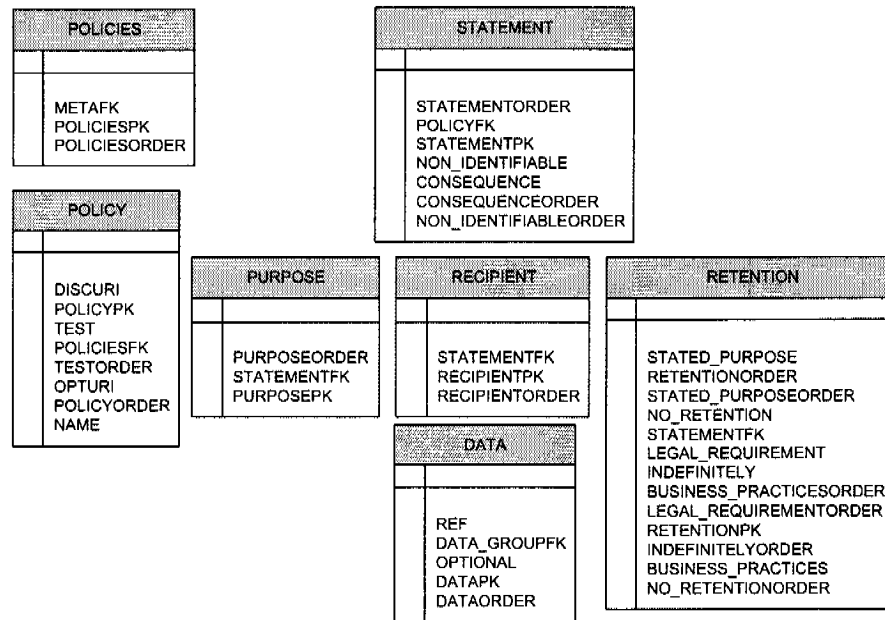 POLICIES
METAFK
POLICIESPK
POLICIESORDER
STATEMENT
STATEMENTORDER
POLICYFK
STATEMENTPK
NON_IDENTIFIABLE
CONSEQUENCE
CONSEQUENCEORDER
NON_IDENTIFIABLEORDER
POLICY
DISCURI
POLICYPK
TEST
POLICIESFK
TESTORDER
OPTURI
POLICYORDER
NAME
PURPOSE
PURPOSEORDER
STATEMENTFK
PURPOSEPK
RECIPIENT
STATEMENTFK
RECIPIENTPK
RECIPIENTORDER
RETENTION
STATED_PURPOSE
RETENTIONORDER
STATED_PURPOSEORDER
NO_RETENTION
STATEMENTFK
LEGAL_REQUIREMENT
INDEFINITELY
BUSINESS_PRACTICESORDER
LEGAL_REQUIREMENTORDER
RETENTIONPK
INDEFINITELYORDER
BUSINESS_PRACTICES
NO_RETENTIONORDER
DATA
REF
DATA_GROUPFK
OPTIONAL
DATAPK
DATAORDER